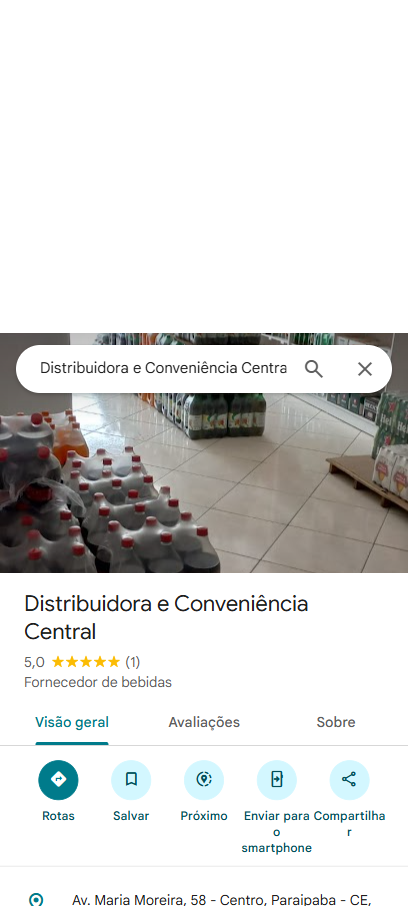 Distribuidora e Conveniência Centra
Distribuidora e Conveniência
Central
5,0 (1)
Fornecedor de bebidas
Visão geral Avaliações Sobre
Rotas Salvar Próximo Enviar para Compartilha
o r
smartphone
Av. Maria Moreira, 58 - Centro, Paraipaba - CE,